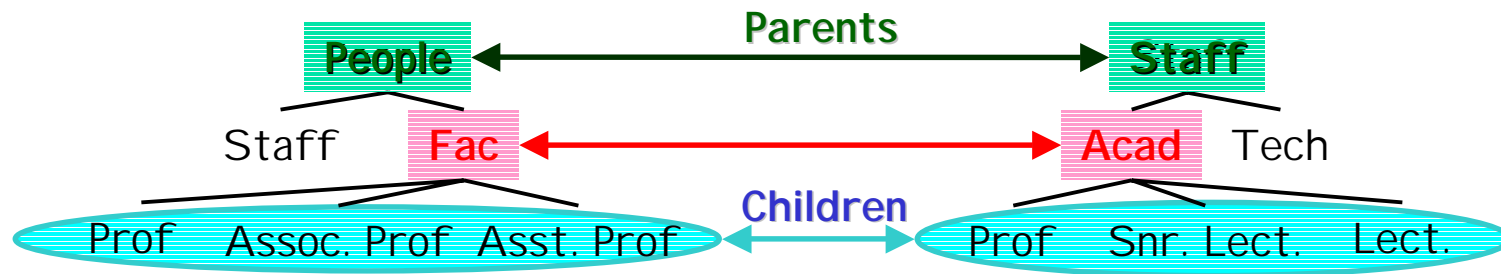 Parents
People Staff
Staff Fac Acad Tech
Children
Prof Assoc. Prof Asst. Prof Prof Snr. Lect. Lect.